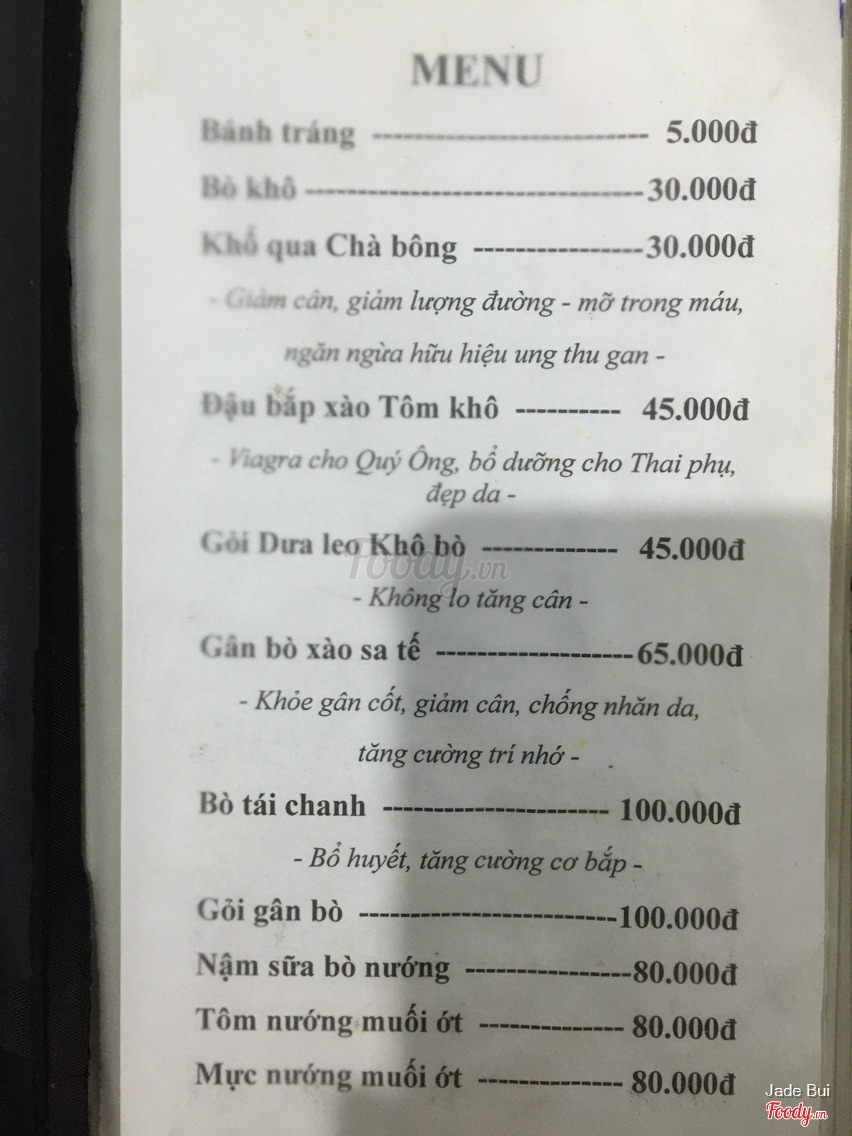 MENU
Bánh tráng --------------------------- 5.000đ
Bò khô ---------------------------------30.000đ
Khổ qua Chà bông -----------------30.000đ
- Giảm cân, giảm lượng đường - mỡ trong máu,
ngăn ngừa hữu hiệu ung thu gan -
Đậu bắp xào Tôm khô ---------- 45.000đ
- Viagra cho Quý Ông, bổ dưỡng cho Thai phụ,
đẹp da -
Gỏi Dưa leo Khô bò ------------- 45.000đ
Foody.vn
- Không lo tăng cân -
Gân bò xào sa tế -------------------65.000đ
- Khỏe gân cốt, giảm cân, chống nhăn da,
tăng cường trí nhớ -
Bò tái chanh ---------------------- 100.000đ
- Bổ huyết, tăng cường cơ bắp -
Gỏi gân bò -------------------------100.000đ
Nậm sữa bò nướng ----------------80.000đ
Tôm nướng muối ớt -------------- 80.000đ
Mực nướng muối ớt -------------- 80.000đ
Jade Bui
Foody.vn